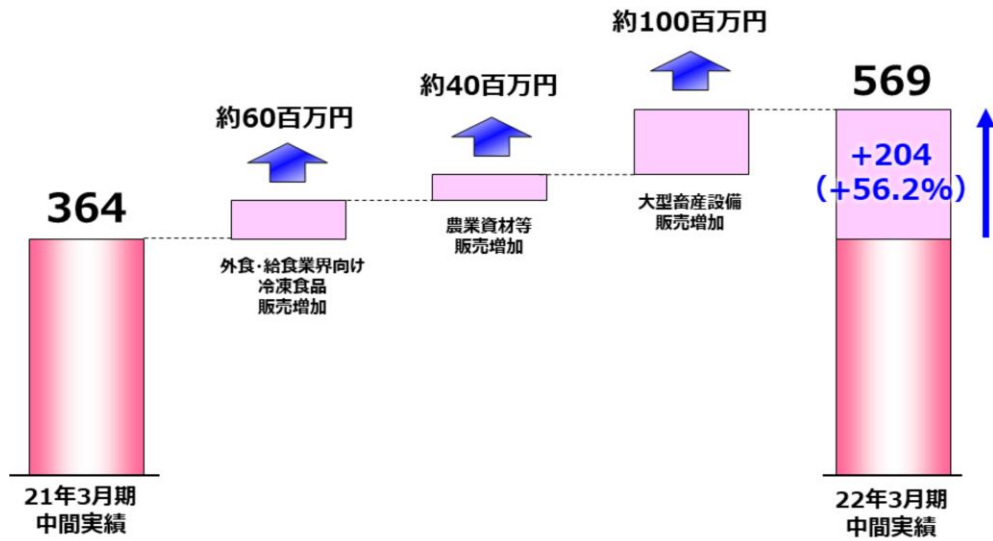 364
21年3月期
中間実績
約60百万円
外食・給食業界向け
冷凍食品
販売増加
約40百万円
農業資材等
販売増加
約100百万円
大型畜産設備
販売増加
569
+204
（+56.2%）
22年3月期
中間実績